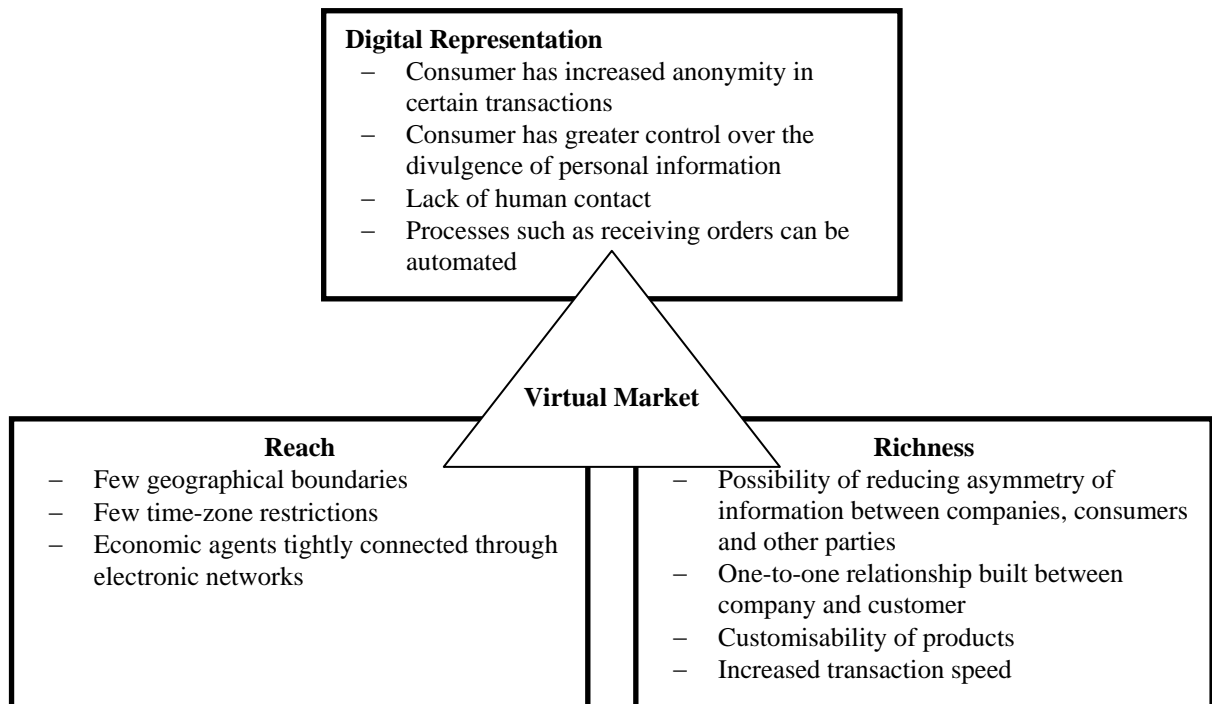 Digital Representation
– Consumer has increased anonymity in
certain transactions
– Consumer has greater control over the
divulgence of personal information
– Lack of human contact
– Processes such as receiving orders can be
automated
Virtual Market
Reach
– Few geographical boundaries
– Few time-zone restrictions
– Economic agents tightly connected through
electronic networks
Richness
– Possibility of reducing asymmetry of
information between companies, consumers
and other parties
– One-to-one relationship built between
company and customer
– Customisability of products
– Increased transaction speed